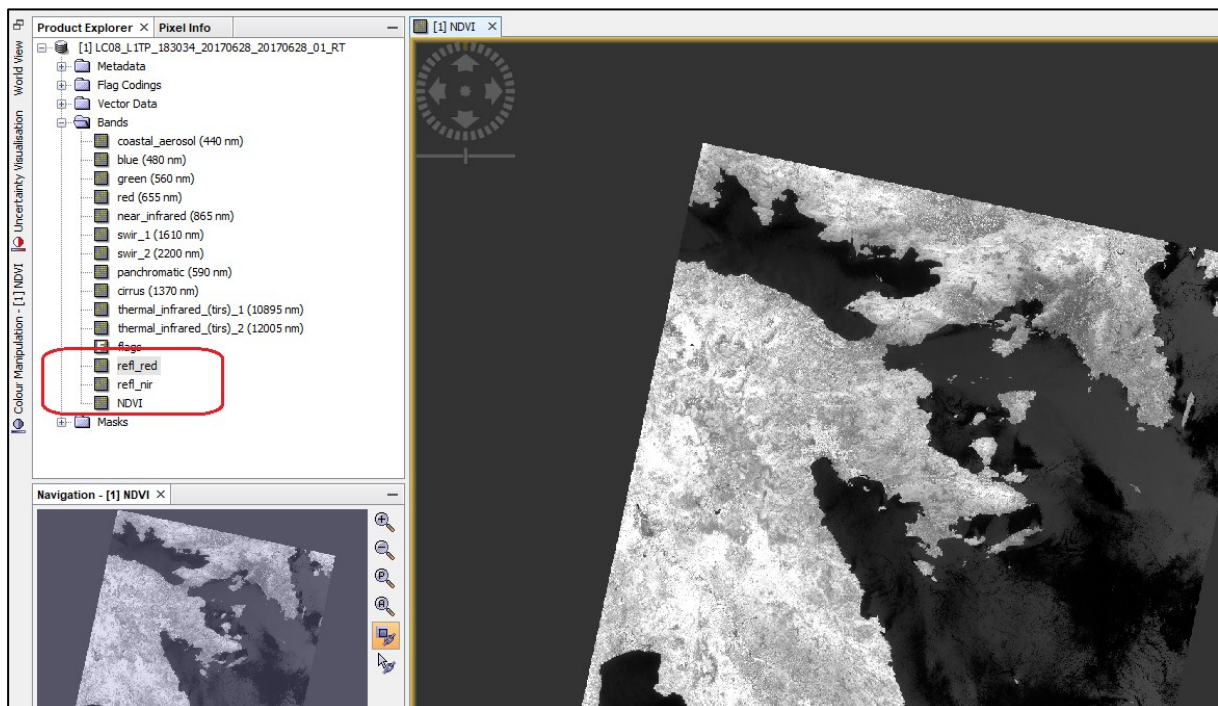 Product Explorer × Pixel Info
[1] LC08_L1TP_183034_20170628_20170628_01_RT
Metadata
Flag Codings
Vector Data
Bands
coastal_aerosol (440 nm)
blue (480 nm)
green (560 nm)
red (655 nm)
near_infrared (865 nm)
swir_1 (1610 nm)
swir_2 (2200 nm)
panchromatic (590 nm)
cirrus (1370 nm)
thermal_infrared_(tirs)_1 (10895 nm)
thermal_infrared_(tirs)_2 (12005 nm)
flags
refl_red
refl_nir
NDVI
Masks
World View
Uncertainty Visualisation
Colour Manipulation - [1] NDVI
Navigation - [1] NDVI ×
[1] NDVI ×